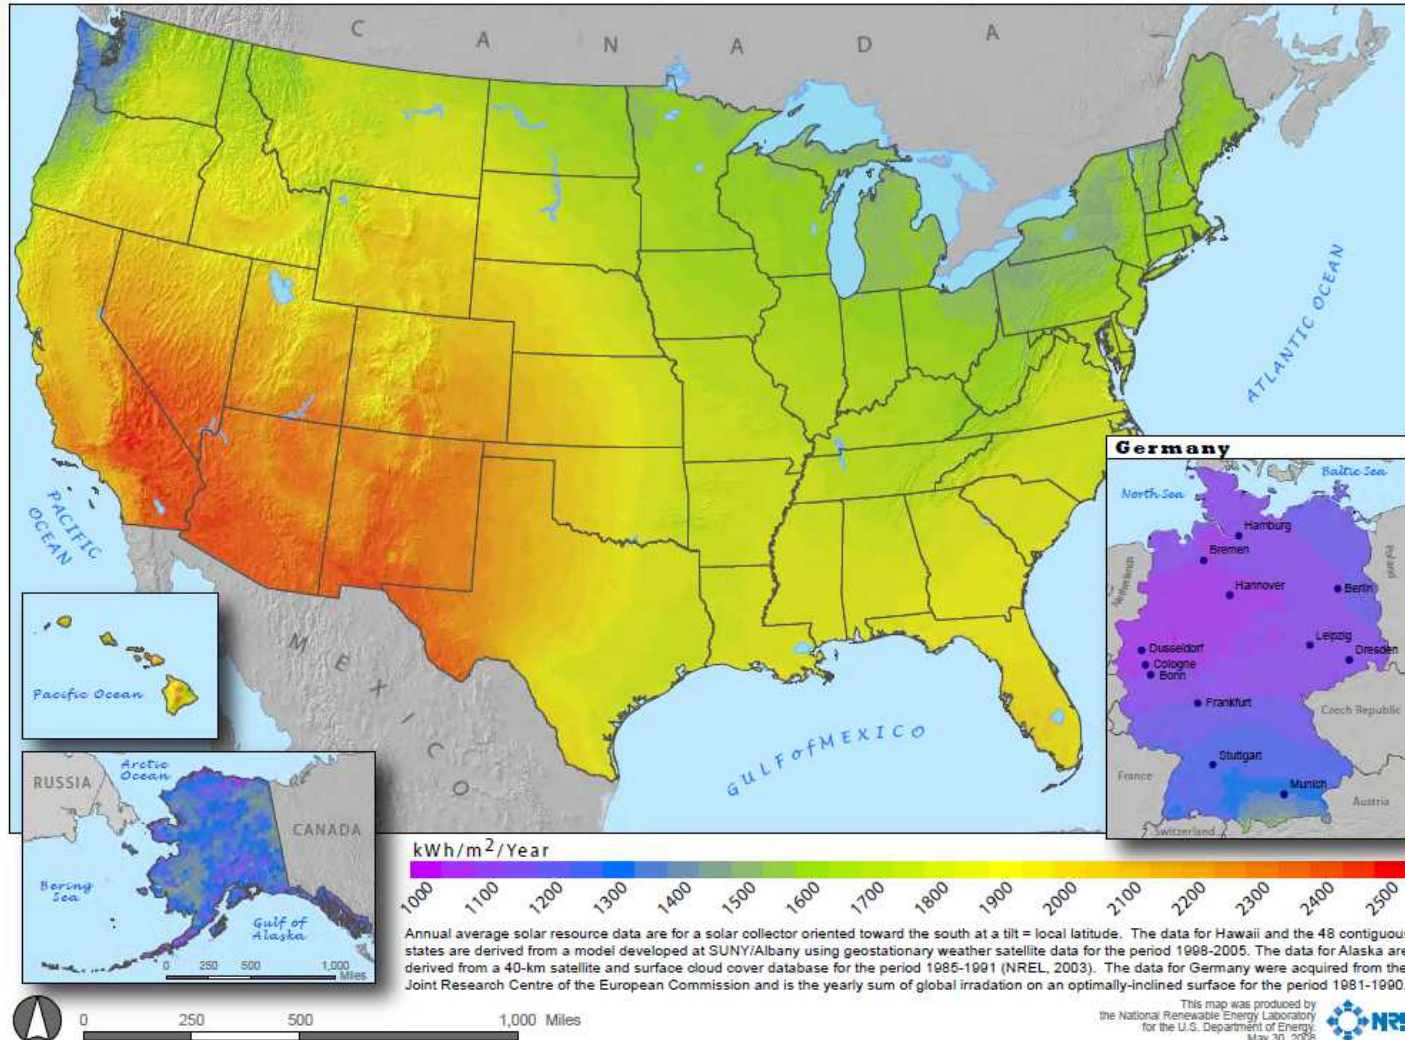 C A N A D A
ATLANTIC OCEAN
PACIFIC
OCEAN
MEXICO
GULF of MEXICO
Pacific Ocean
RUSSIA
Arctic
Ocean
CANADA
Bering
Sea
Gulf of
Alaska
0 250 500 1,000
Miles
Germany
North Sea
Baltic Sea
Hamburg
Bremen
Netherlands
Poland
Hannover
Berlin
Leipzig
Dusseldorf
Dresden
Cologne
Bonn
Frankfurt
Czech Republic
Stuttgart
France
Munich
Austria
Switzerland
kWh/m²/Year
1000 1100 1200 1300 1400 1500 1600 1700 1800 1900 2000 2100 2200 2300 2400 2500
Annual average solar resource data are for a solar collector oriented toward the south at a tilt = local latitude. The data for Hawaii and the 48 contiguous
states are derived from a model developed at SUNY/Albany using geostationary weather satellite data for the period 1998-2005. The data for Alaska are
derived from a 40-km satellite and surface cloud cover database for the period 1985-1991 (NREL, 2003). The data for Germany were acquired from the
Joint Research Centre of the European Commission and is the yearly sum of global irradation on an optimally-inclined surface for the period 1981-1990.
0 250 500 1,000 Miles
This map was produced by
the National Renewable Energy Laboratory
for the U.S. Department of Energy.
May 30, 2008